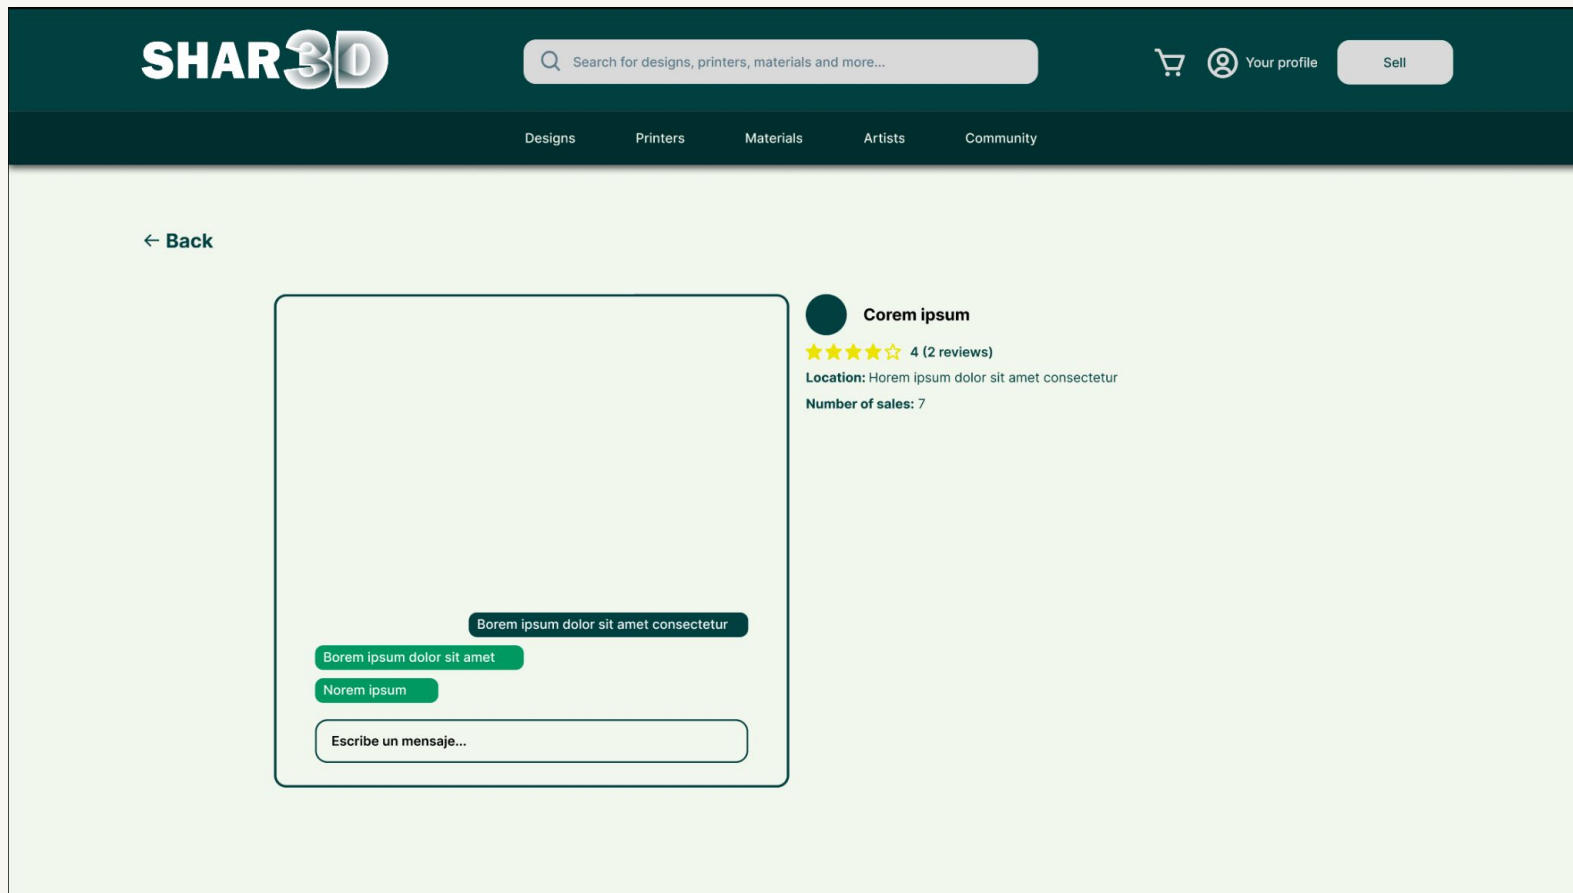 SHAR3D
Search for designs, printers, materials and more...
Your profile
Sell
Designs
Printers
Materials
Artists
Community
← Back
Corem ipsum
4 (2 reviews)
Location: Horem ipsum dolor sit amet consectetur
Number of sales: 7
Borem ipsum dolor sit amet consectetur
Borem ipsum dolor sit amet
Norem ipsum
Escribe un mensaje...